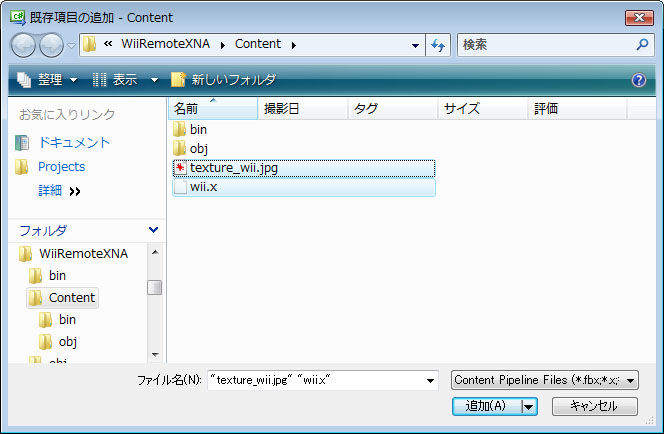 既存項目の追加 - Content
« WiiRemoteXNA Content 検索
整理 表示 新しいフォルダ
お気に入りリンク
ドキュメント
Projects
詳細 »
フォルダ
WiiRemoteXNA
bin
Content
bin
obj
obj
名前 撮影日 タグ サイズ 評価
bin
obj
texture_wii.jpg
wii.x
ファイル名(N): "texture_wii.jpg" "wii.x" Content Pipeline Files (*.fbx;*.x;
追加(A) キャンセル